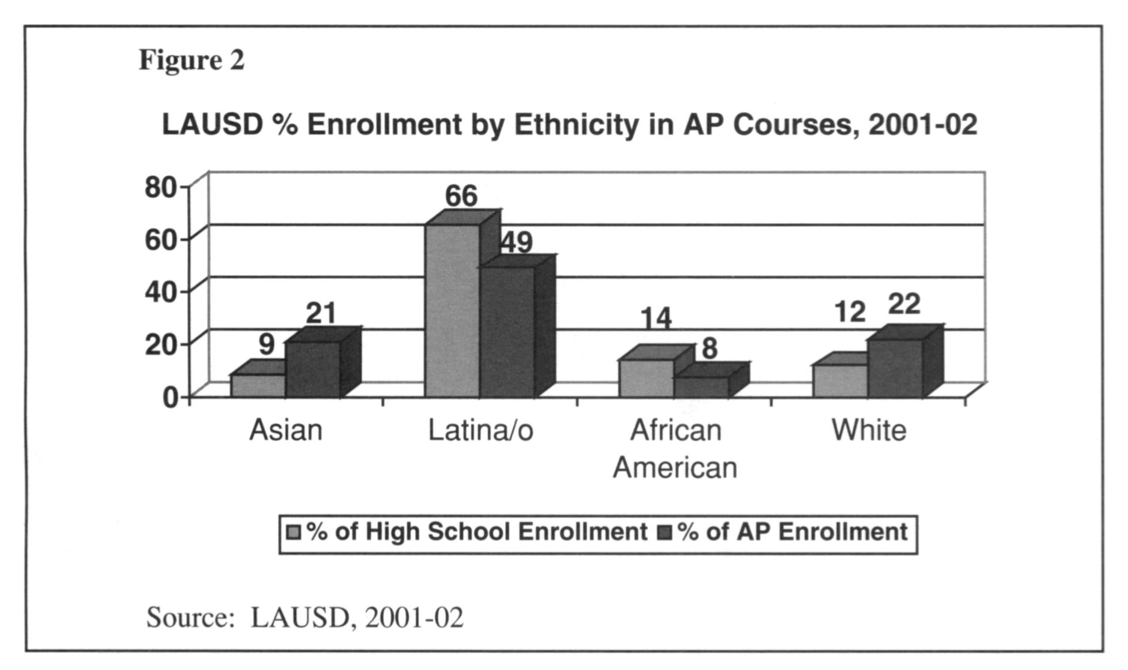 Figure 2
LAUSD % Enrollment by Ethnicity in AP Courses, 2001-02
80
60
40
20
0
9
21
66
49
14
8
12
22
Asian
Latina/o
African
American
White
% of High School Enrollment % of AP Enrollment
Source: LAUSD, 2001-02